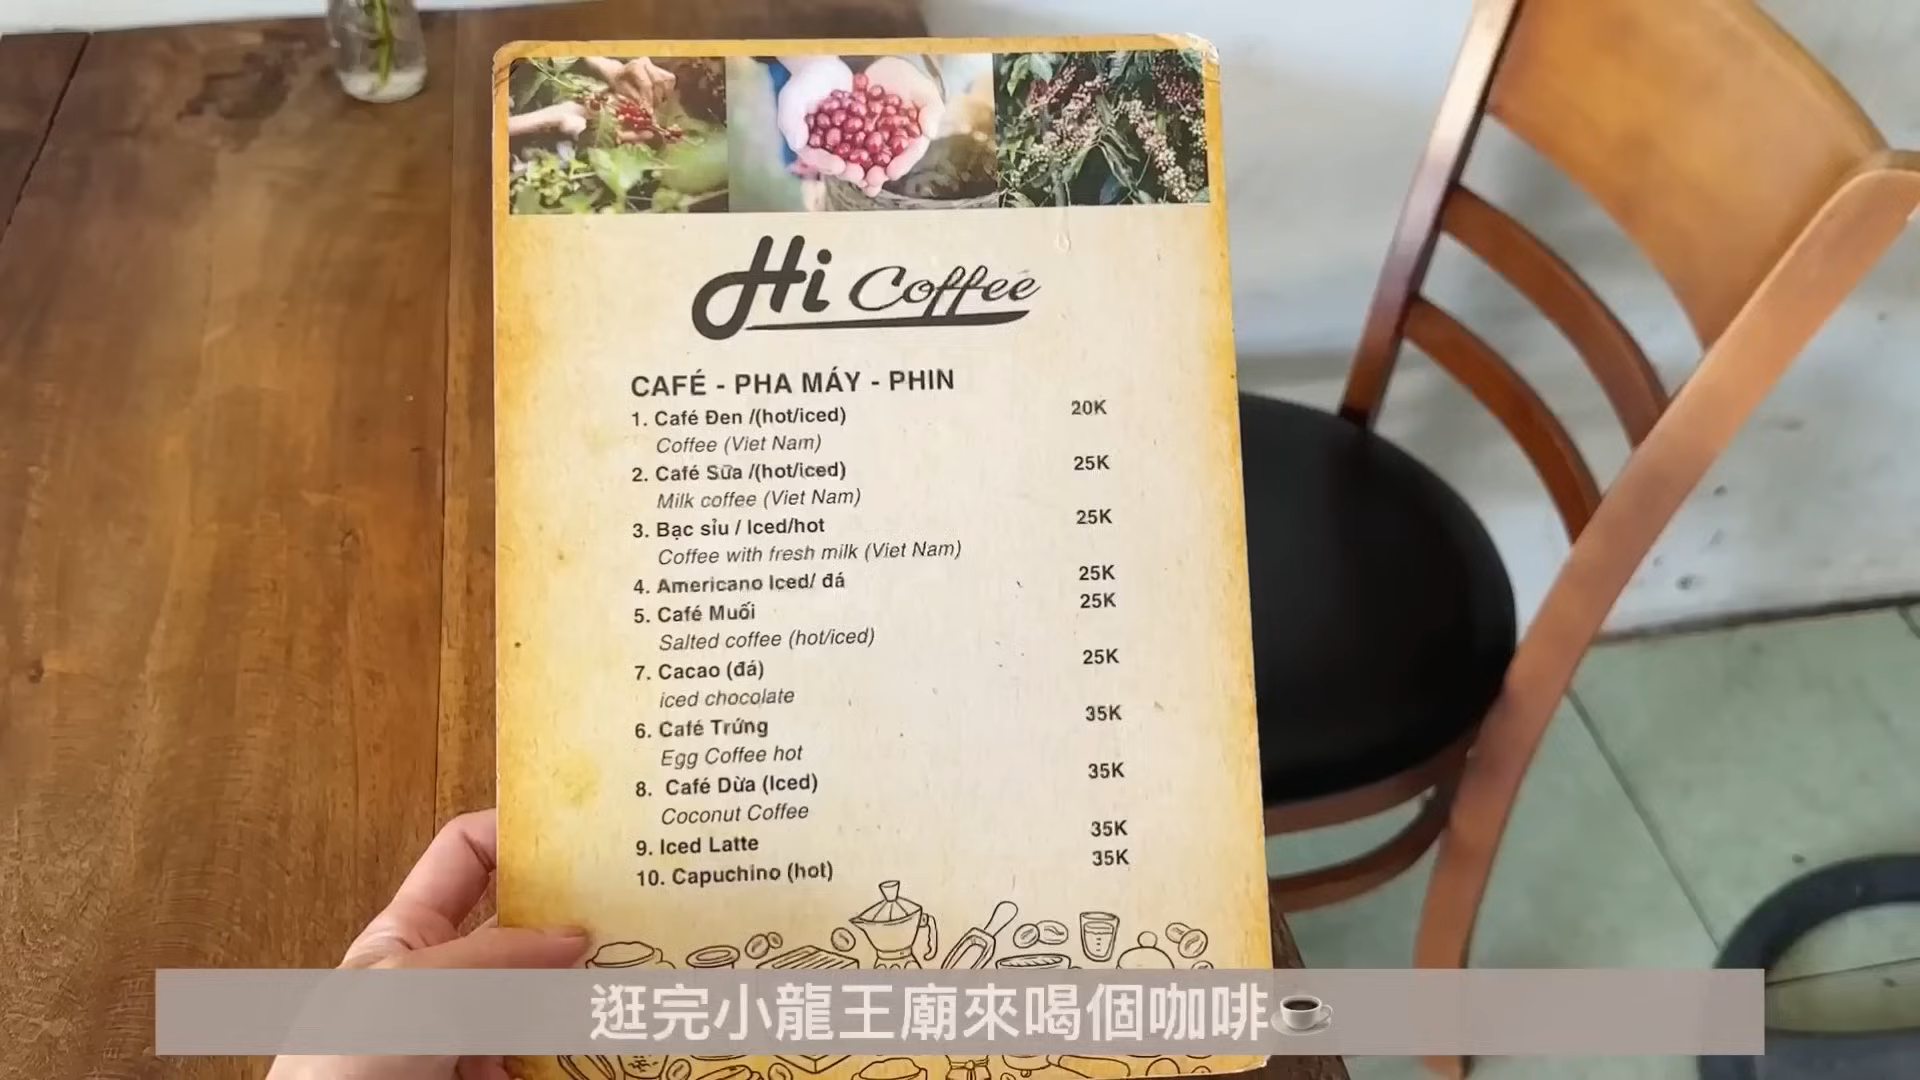 Hi Coffee
CAFÉ - PHA MÁY - PHIN
1. Café Đen /(hot/iced) 20K
Coffee (Viet Nam)
2. Café Sữa /(hot/iced) 25K
Milk coffee (Viet Nam)
3. Bạc sỉu / Iced/hot 25K
Coffee with fresh milk (Viet Nam)
4. Americano Iced/ đá 25K
5. Café Muối 25K
Salted coffee (hot/iced)
7. Cacao (đá) 25K
iced chocolate
6. Café Trứng 35K
Egg Coffee hot
8. Café Dừa (Iced) 35K
Coconut Coffee
9. Iced Latte 35K
10. Capuchino (hot) 35K
逛完小龍王廟來喝個咖啡☕